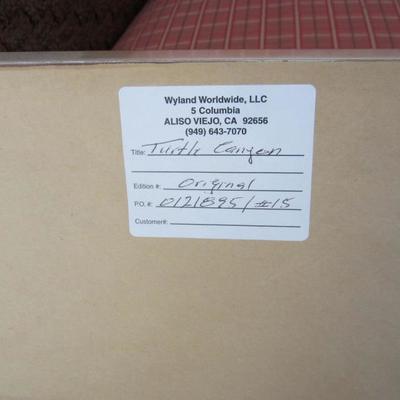 Wyland Worldwide, LLC
5 Columbia
ALISO VIEJO, CA 92656
(949) 643-7070
Title: Turtle Canyon
Edition #: Original
P.O. #: 0121895/#15
Customer#: